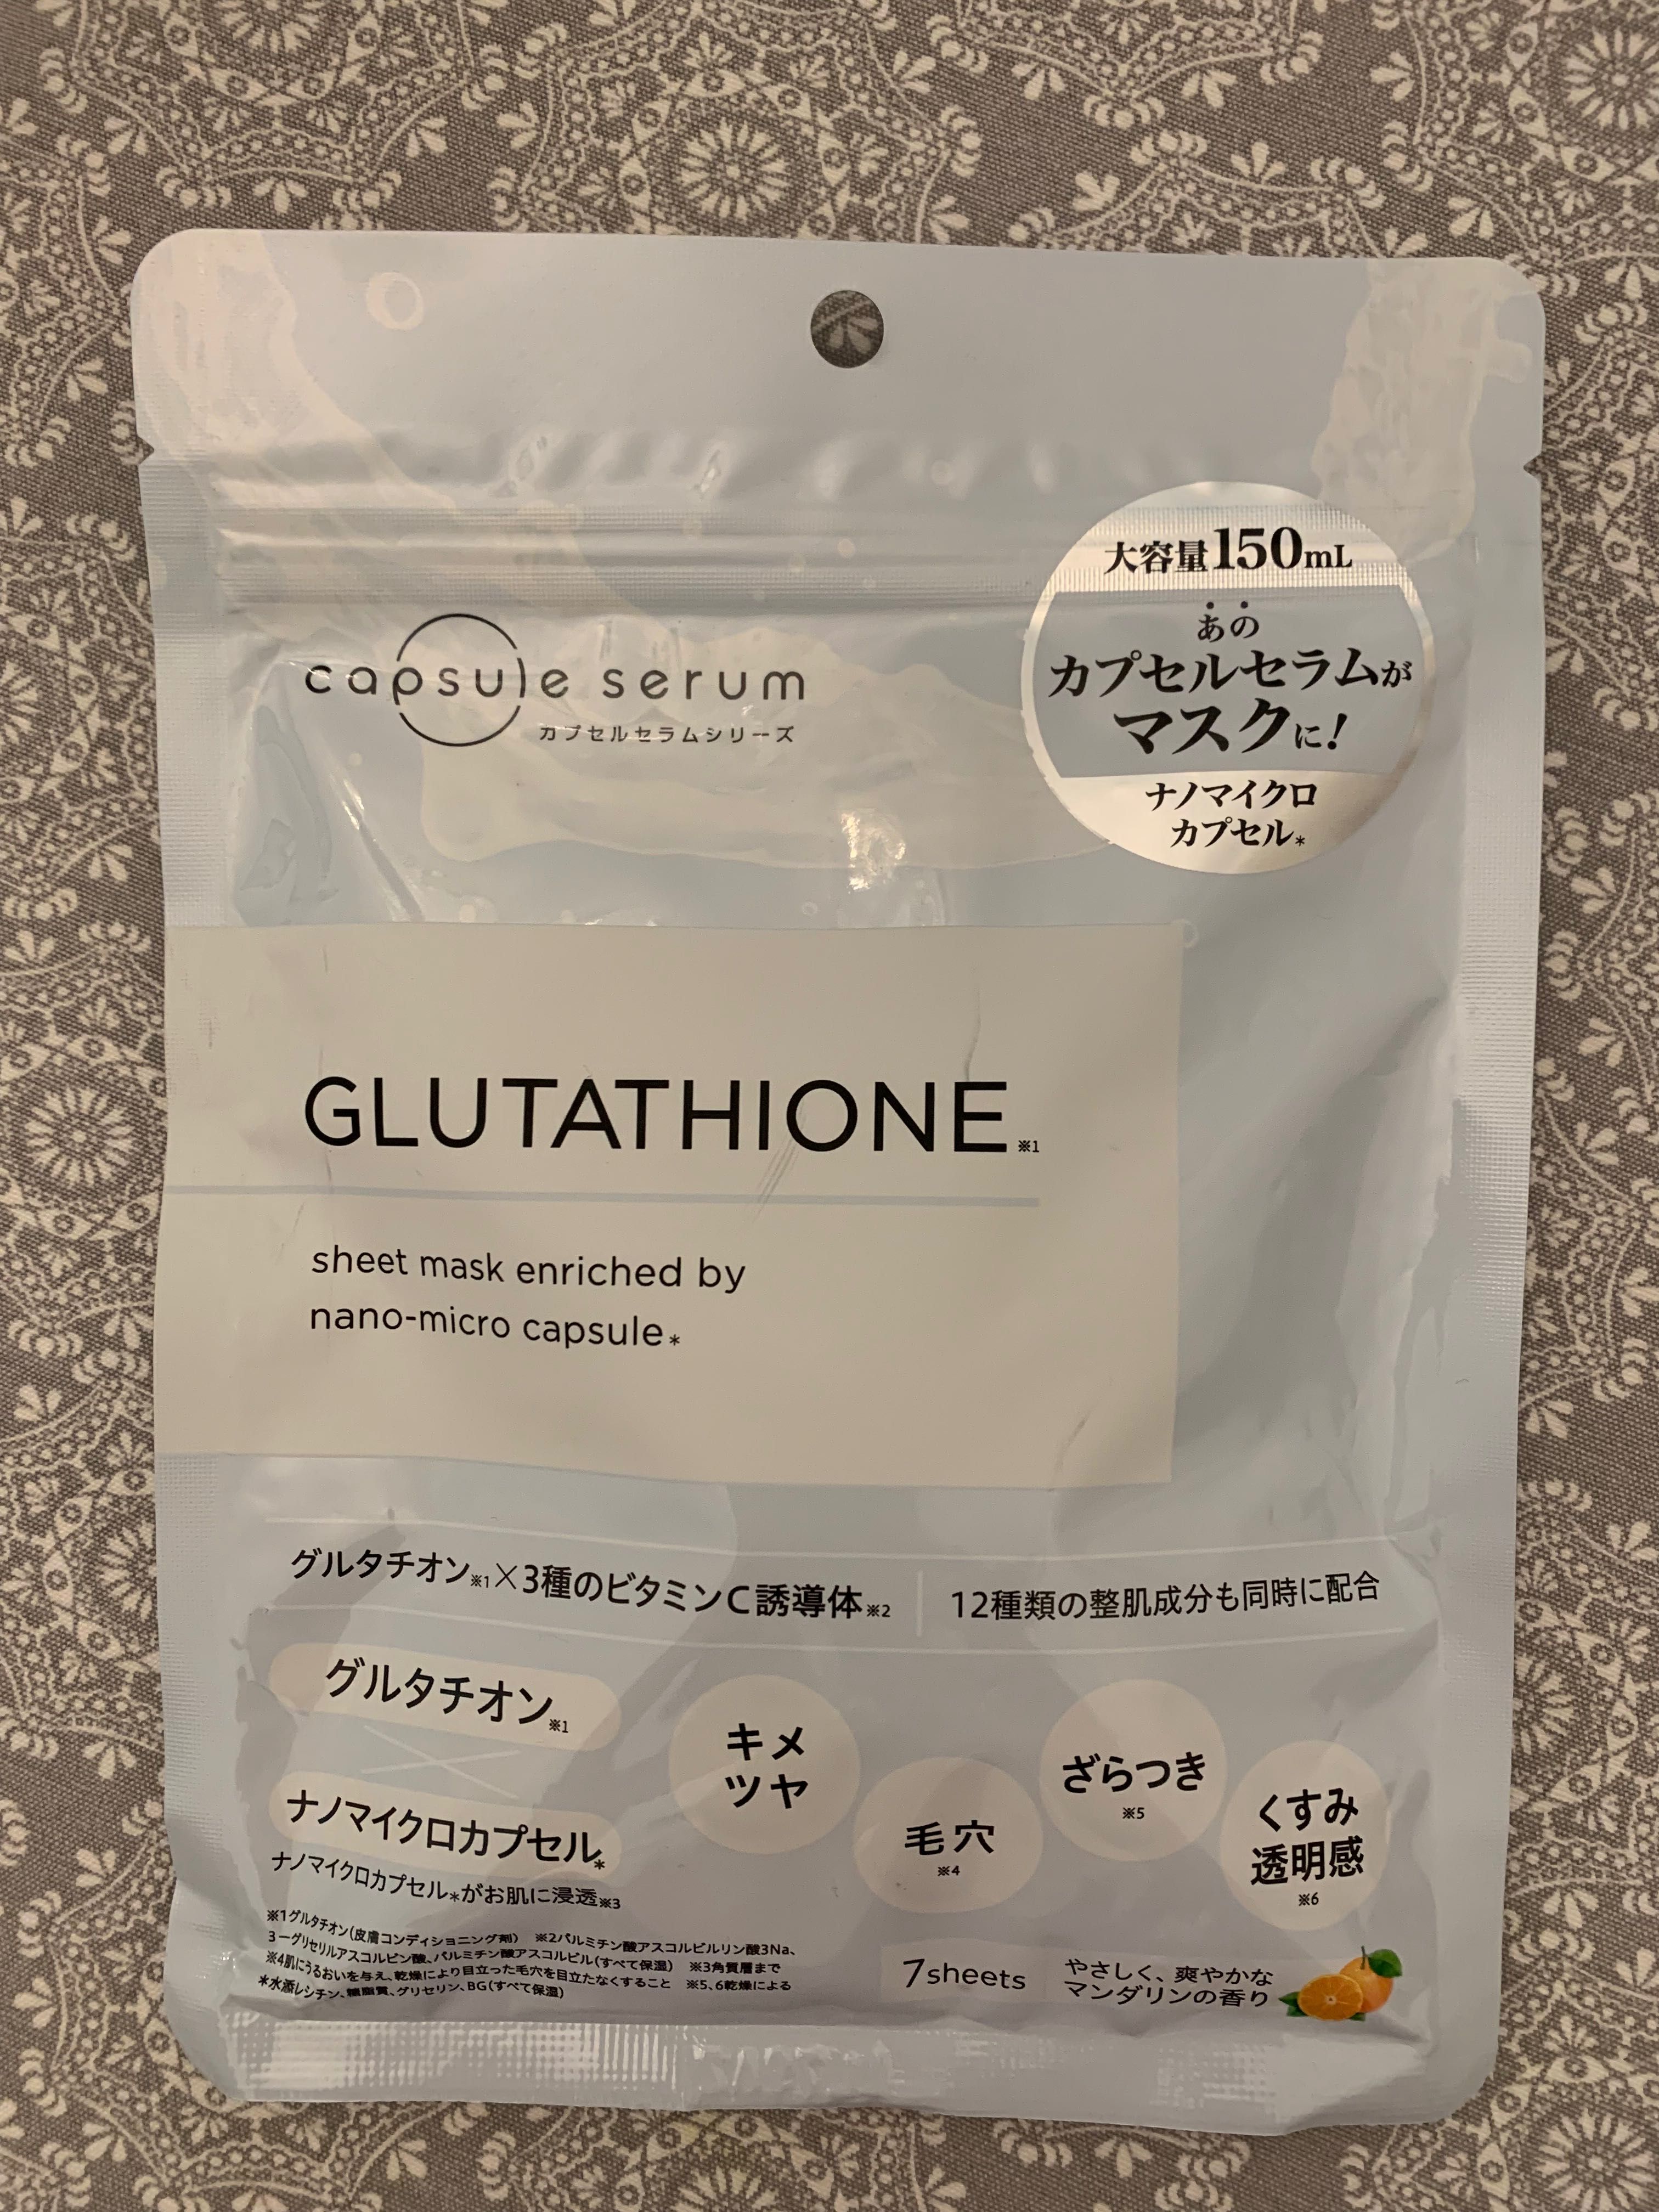 大容量150mL
あの
カプセルセラムが
マスクに!
ナノマイクロ
カプセル*
capsule serum
カプセルセラムシリーズ
GLUTATHIONE※1
sheet mask enriched by
nano-micro capsule*
グルタチオン※1×3種のビタミンC誘導体※2
12種類の整肌成分も同時に配合
グルタチオン※1
×
ナノマイクロカプセル*
ナノマイクロカプセル*がお肌に浸透※3
キメ
ツヤ
毛穴
※4
ざらつき
※5
くすみ
透明感
※6
※1グルタチオン(皮膚コンディショニング剤) ※2パルミチン酸アスコルビルリン酸3Na、
3-グリセリルアスコルビン酸、パルミチン酸アスコルビル(すべて保湿) ※3角質層まで
※4肌にうるおいを与え、乾燥により目立った毛穴を目立たなくすること ※5、6乾燥による
*水添レシチン、糖脂質、グリセリン、BG(すべて保湿)
7sheets
やさしく、爽やかな
マンダリンの香り